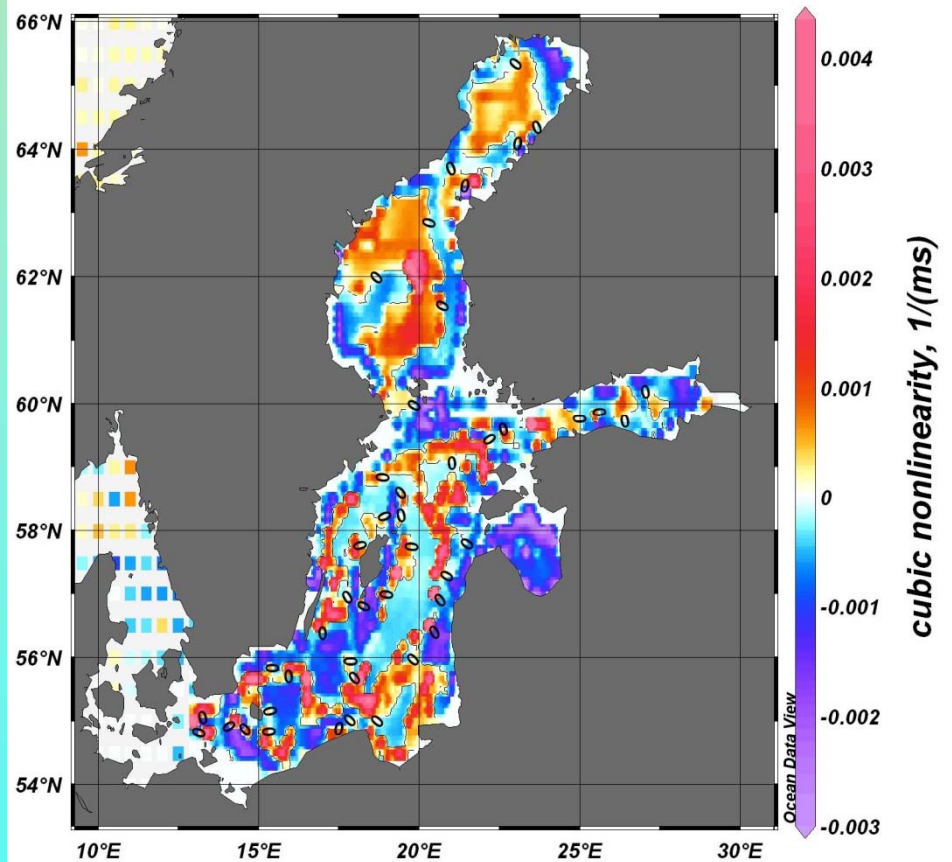 66°N
64°N
62°N
60°N
58°N
56°N
54°N
10°E
15°E
20°E
25°E
30°E
0
Ocean Data View
0.004
0.003
0.002
0.001
0
-0.001
-0.002
-0.003
cubic nonlinearity, 1/(ms)